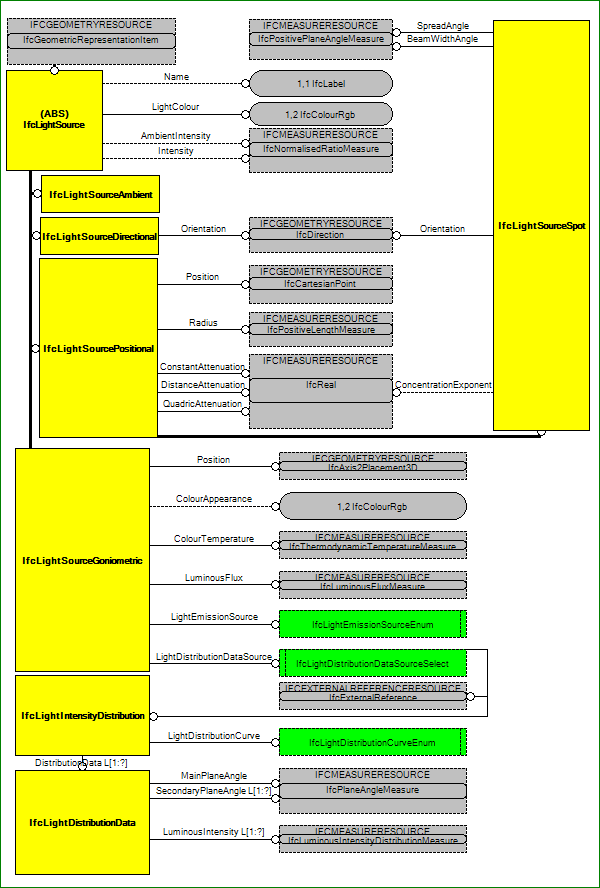 IFCGEOMETRYRESOURCE
IfcGeometricRepresentationItem
IFCMEASURERESOURCE
IfcPositivePlaneAngleMeasure
SpreadAngle
BeamWidthAngle
(ABS)
IfcLightSource
Name
1,1 IfcLabel
LightColour
1,2 IfcColourRgb
AmbientIntensity
Intensity
IFCMEASURERESOURCE
IfcNormalisedRatioMeasure
IfcLightSourceSpot
IfcLightSourceAmbient
IfcLightSourceDirectional
Orientation
IFCGEOMETRYRESOURCE
IfcDirection
Orientation
IfcLightSourcePositional
Position
IFCGEOMETRYRESOURCE
IfcCartesianPoint
Radius
IFCMEASURERESOURCE
IfcPositiveLengthMeasure
ConstantAttenuation
DistanceAttenuation
QuadricAttenuation
IFCMEASURERESOURCE
IfcReal
ConcentrationExponent
IfcLightSourceGoniometric
Position
IFCGEOMETRYRESOURCE
IfcAxis2Placement3D
ColourAppearance
1,2 IfcColourRgb
ColourTemperature
IFCMEASURERESOURCE
IfcThermodynamicTemperatureMeasure
LuminousFlux
IFCMEASURERESOURCE
IfcLuminousFluxMeasure
LightEmissionSource
IfcLightEmissionSourceEnum
LightDistributionDataSource
IfcLightDistributionDataSourceSelect
IFCEXTERNALREFERENCERESOURCE
IfcExternalReference
IfcLightIntensityDistribution
LightDistributionCurve
IfcLightDistributionCurveEnum
DistributionData L[1:?]
IfcLightDistributionData
MainPlaneAngle
SecondaryPlaneAngle L[1:?]
IFCMEASURERESOURCE
IfcPlaneAngleMeasure
LuminousIntensity L[1:?]
IFCMEASURERESOURCE
IfcLuminousIntensityDistributionMeasure